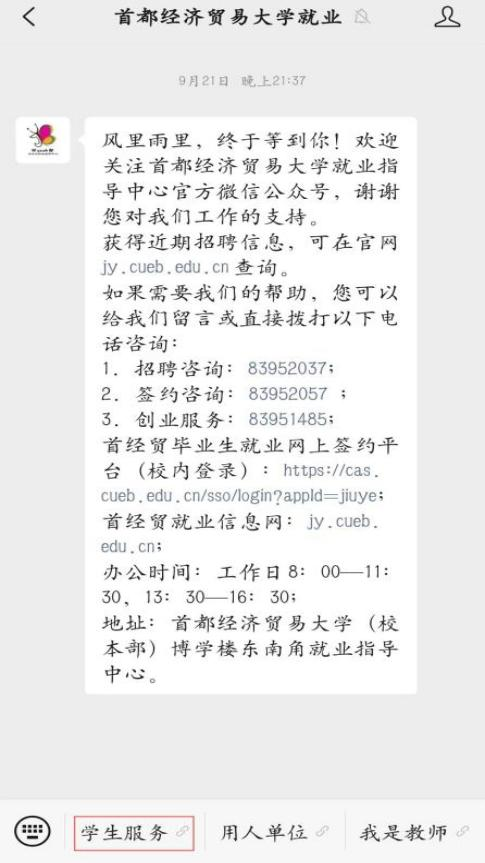 首都经济贸易大学就业
9月21日 晚上21:37
风里雨里，终于等到你！欢迎
关注首都经济贸易大学就业指
导中心官方微信公众号，谢谢
您对我们工作的支持。
获得近期招聘信息，可在官网
jy.cueb.edu.cn 查询。
如果需要我们的帮助，您可以
给我们留言或直接拨打以下电
话咨询：
1. 招聘咨询：83952037；
2. 签约咨询：83952057 ；
3. 创业服务：83951485；
首经贸毕业生就业网上签约平
台（校内登录）：https://cas.
cueb.edu.cn/sso/login?appId=jiuye；
首经贸就业信息网：jy.cueb.
edu.cn；
办公时间：工作日8：00—11：
30，13：30—16：30；
地址：首都经济贸易大学（校
本部）博学楼东南角就业指导
中心。
学生服务
用人单位
我是教师